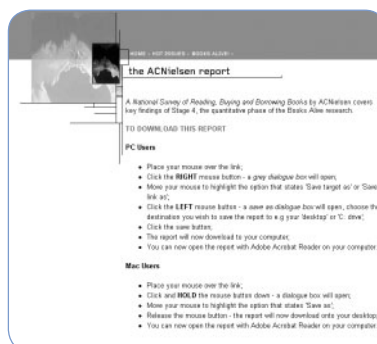 HOME > HOT ISSUES > BOOKS ALIVE >
the ACNielsen report
A National Survey of Reading, Buying and Borrowing Books by ACNielsen covers
key findings of Stage 4, the quantitative phase of the Books Alive research.
TO DOWNLOAD THIS REPORT
PC Users
• Place your mouse over the link;
• Click the RIGHT mouse button - a grey dialogue box will open;
• Move your mouse to highlight the option that states 'Save target as' or 'Save
link as';
• Click the LEFT mouse button - a save as dialogue box will open, choose the
destination you wish to save the report to e.g your 'desktop' or 'C: drive';
• Click the save button;
• The report will now download to your computer;
• You can now open the report with Adobe Acrobat Reader on your computer.
Mac Users
• Place your mouse over the link;
• Click and HOLD the mouse button down - a dialogue box will open;
• Move your mouse to highlight the option that states 'Save as';
• Release the mouse button - the report will now download onto your desktop;
• You can now open the report with Adobe Acrobat Reader on your computer.